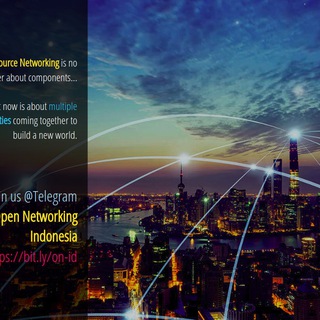 ource Networking is no
er about components...
now is about multiple
ties coming together to
build a new world.
n us @Telegram
pen Networking
Indonesia
ps://bit.ly/on-id